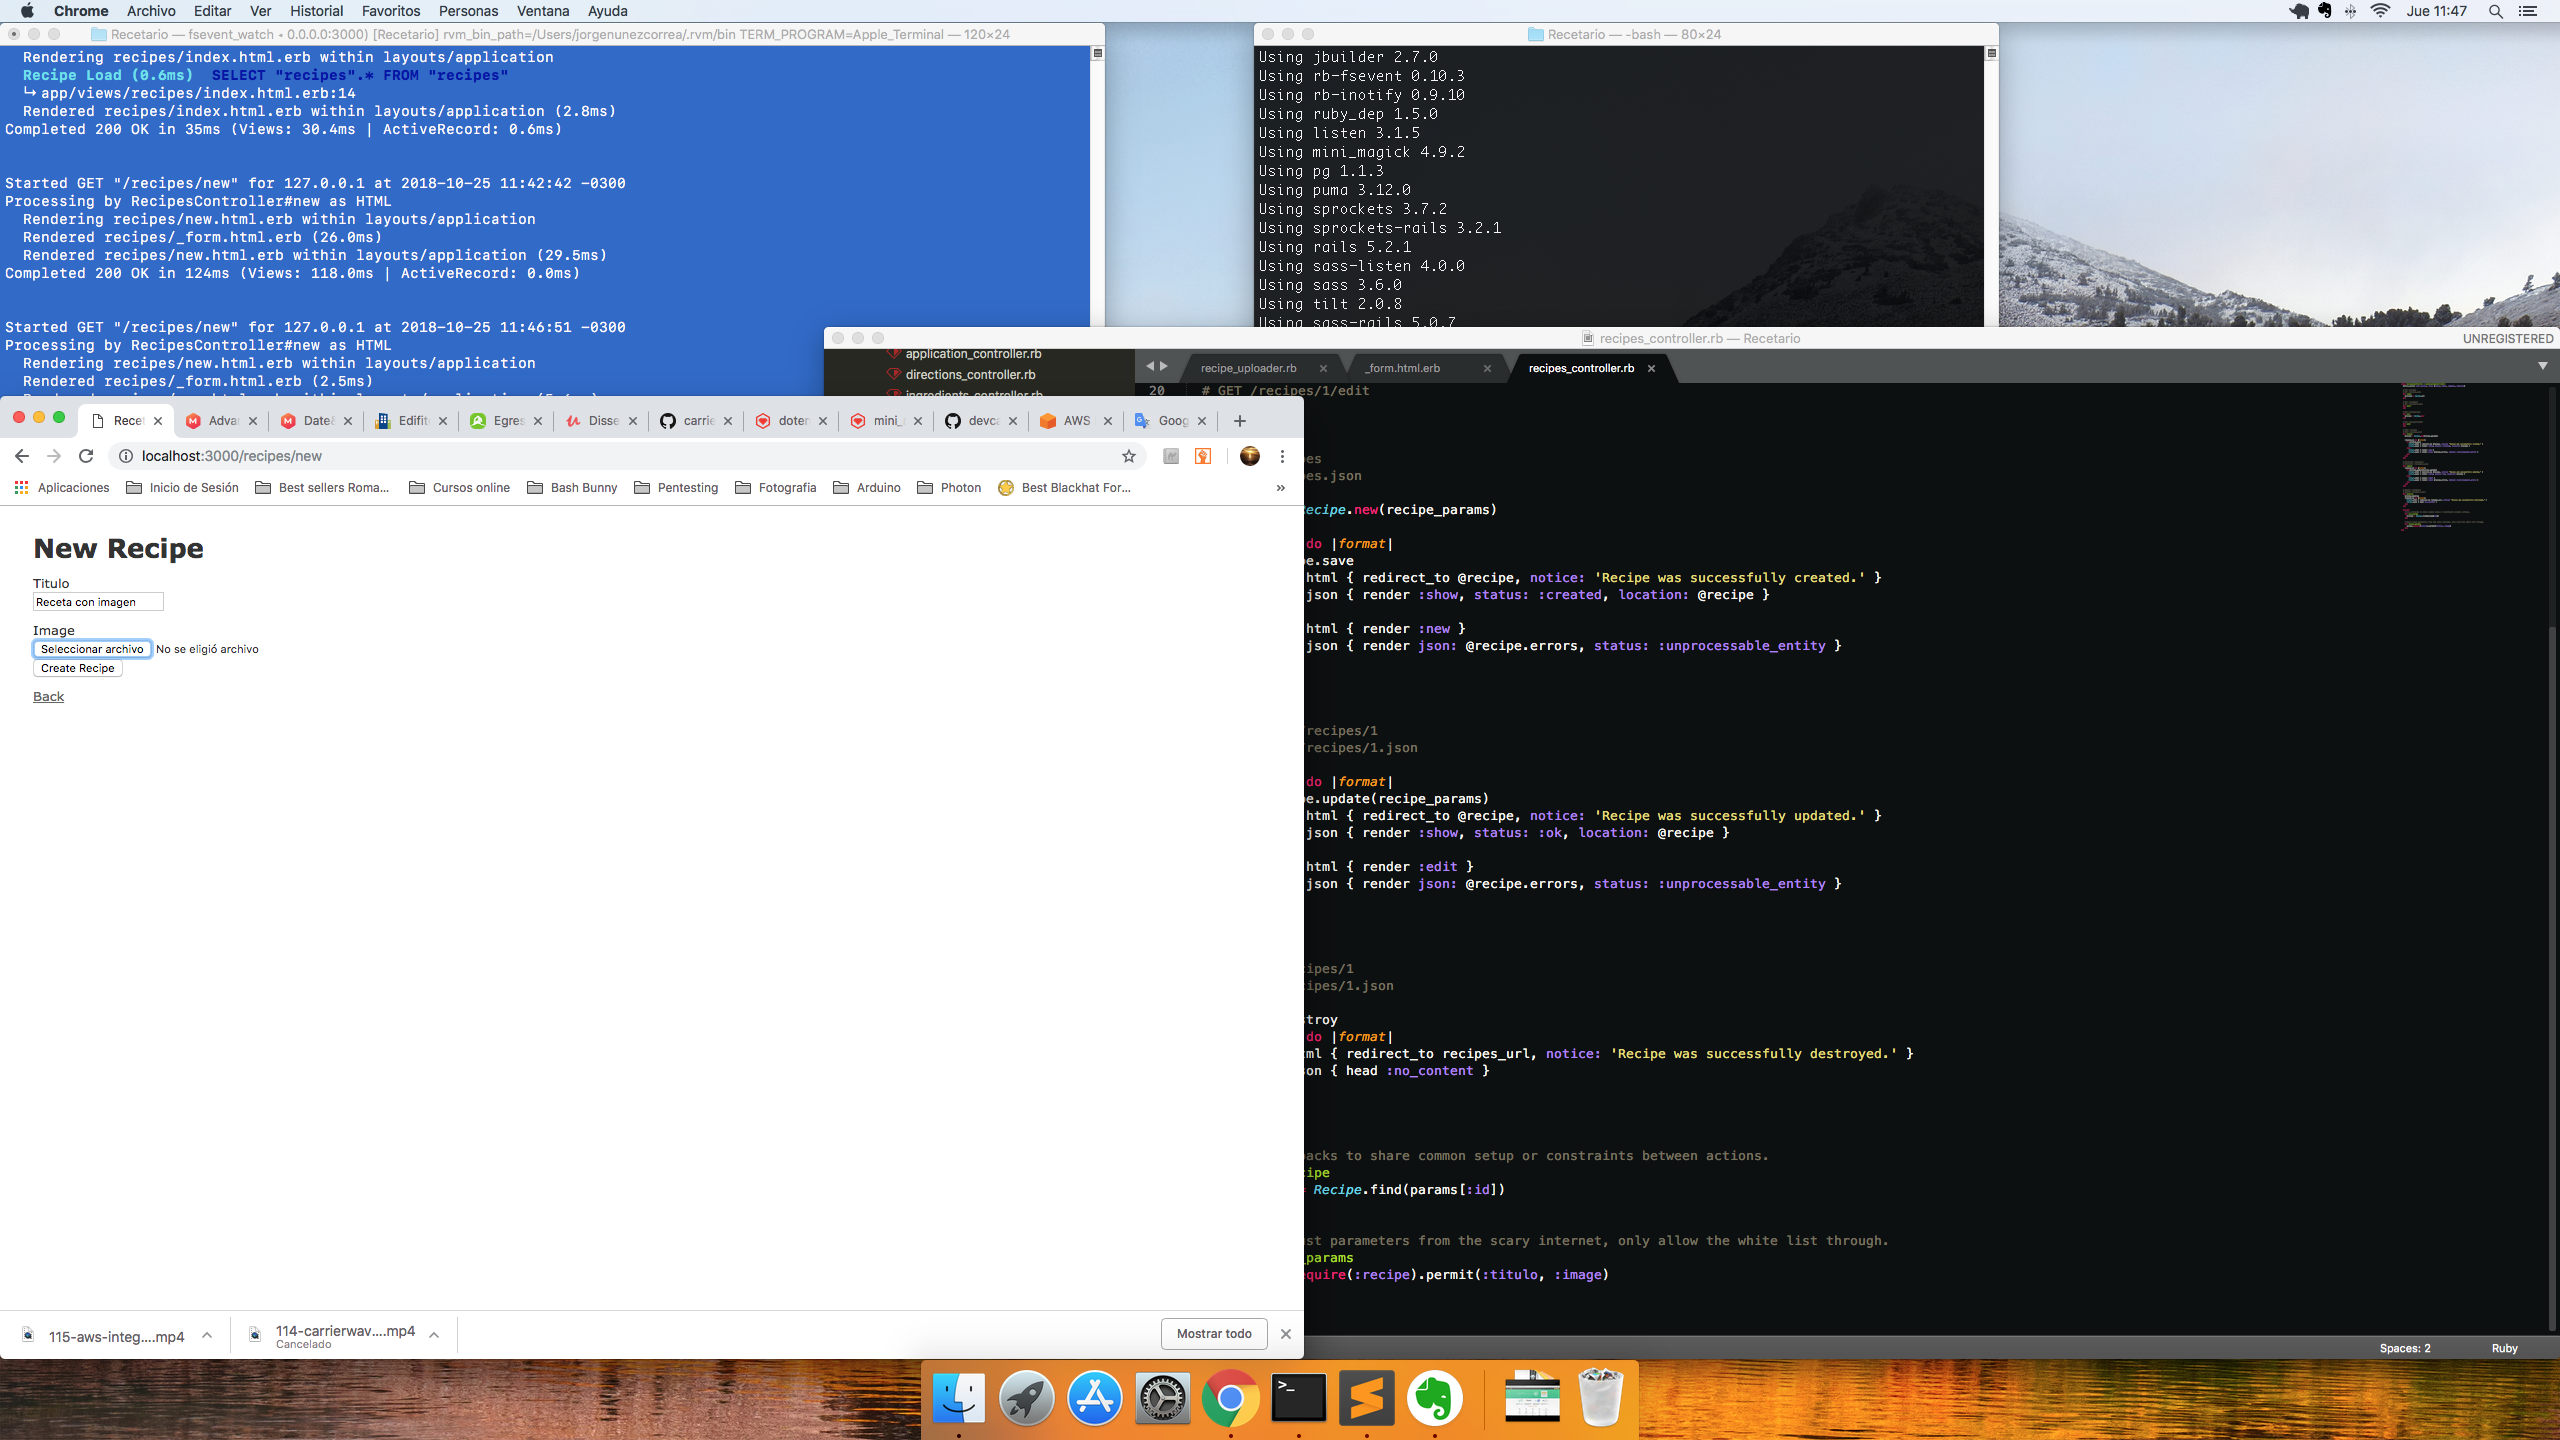 Chrome Archivo Editar Ver Historial Favoritos Personas Ventana Ayuda
Jue 11:47
Recetario — fsevent_watch • 0.0.0.0:3000) [Recetario] rvm_bin_path=/Users/jorgenunezcorrea/.rvm/bin TERM_PROGRAM=Apple_Terminal — 120×24
Rendering recipes/index.html.erb within layouts/application
Recipe Load (0.6ms) SELECT "recipes".* FROM "recipes"
↳ app/views/recipes/index.html.erb:14
Rendered recipes/index.html.erb within layouts/application (2.8ms)
Completed 200 OK in 35ms (Views: 30.4ms | ActiveRecord: 0.6ms)
Started GET "/recipes/new" for 127.0.0.1 at 2018-10-25 11:42:42 -0300
Processing by RecipesController#new as HTML
Rendering recipes/new.html.erb within layouts/application
Rendered recipes/_form.html.erb (26.0ms)
Rendered recipes/new.html.erb within layouts/application (29.5ms)
Completed 200 OK in 124ms (Views: 118.0ms | ActiveRecord: 0.0ms)
Started GET "/recipes/new" for 127.0.0.1 at 2018-10-25 11:46:51 -0300
Processing by RecipesController#new as HTML
Rendering recipes/new.html.erb within layouts/application
Rendered recipes/_form.html.erb (2.5ms)
Recetario — -bash — 80×24
Using jbuilder 2.7.0
Using rb-fsevent 0.10.3
Using rb-inotify 0.9.10
Using ruby_dep 1.5.0
Using listen 3.1.5
Using mini_magick 4.9.2
Using pg 1.1.3
Using puma 3.12.0
Using sprockets 3.7.2
Using sprockets-rails 3.2.1
Using rails 5.2.1
Using sass-listen 4.0.0
Using sass 3.6.0
Using tilt 2.0.8
Using sass-rails 5.0.7
recipes_controller.rb — Recetario
UNREGISTERED
application_controller.rb
directions_controller.rb
ingredients_controller.rb
recipe_uploader.rb
_form.html.erb
recipes_controller.rb
20 # GET /recipes/1/edit
Recet
Advan
Date&
Edifit
Egres
Disse
carrie
doten
mini_
devca
AWS
Goog
localhost:3000/recipes/new
Aplicaciones Inicio de Sesión Best sellers Roma... Cursos online Bash Bunny Pentesting Fotografia Arduino Photon Best Blackhat For... »
New Recipe
Titulo
Receta con imagen
Image
Seleccionar archivo No se eligió archivo
Create Recipe
Back
es
es.json
ecipe.new(recipe_params)
do |format|
e.save
html { redirect_to @recipe, notice: 'Recipe was successfully created.' }
json { render :show, status: :created, location: @recipe }
html { render :new }
json { render json: @recipe.errors, status: :unprocessable_entity }
/recipes/1
/recipes/1.json
do |format|
e.update(recipe_params)
html { redirect_to @recipe, notice: 'Recipe was successfully updated.' }
json { render :show, status: :ok, location: @recipe }
html { render :edit }
json { render json: @recipe.errors, status: :unprocessable_entity }
ipes/1
ipes/1.json
troy
do |format|
ml { redirect_to recipes_url, notice: 'Recipe was successfully destroyed.' }
on { head :no_content }
acks to share common setup or constraints between actions.
ipe
Recipe.find(params[:id])
st parameters from the scary internet, only allow the white list through.
_params
quire(:recipe).permit(:titulo, :image)
115-aws-integ....mp4
114-carrierwav....mp4
Cancelado
Mostrar todo
Spaces: 2 Ruby